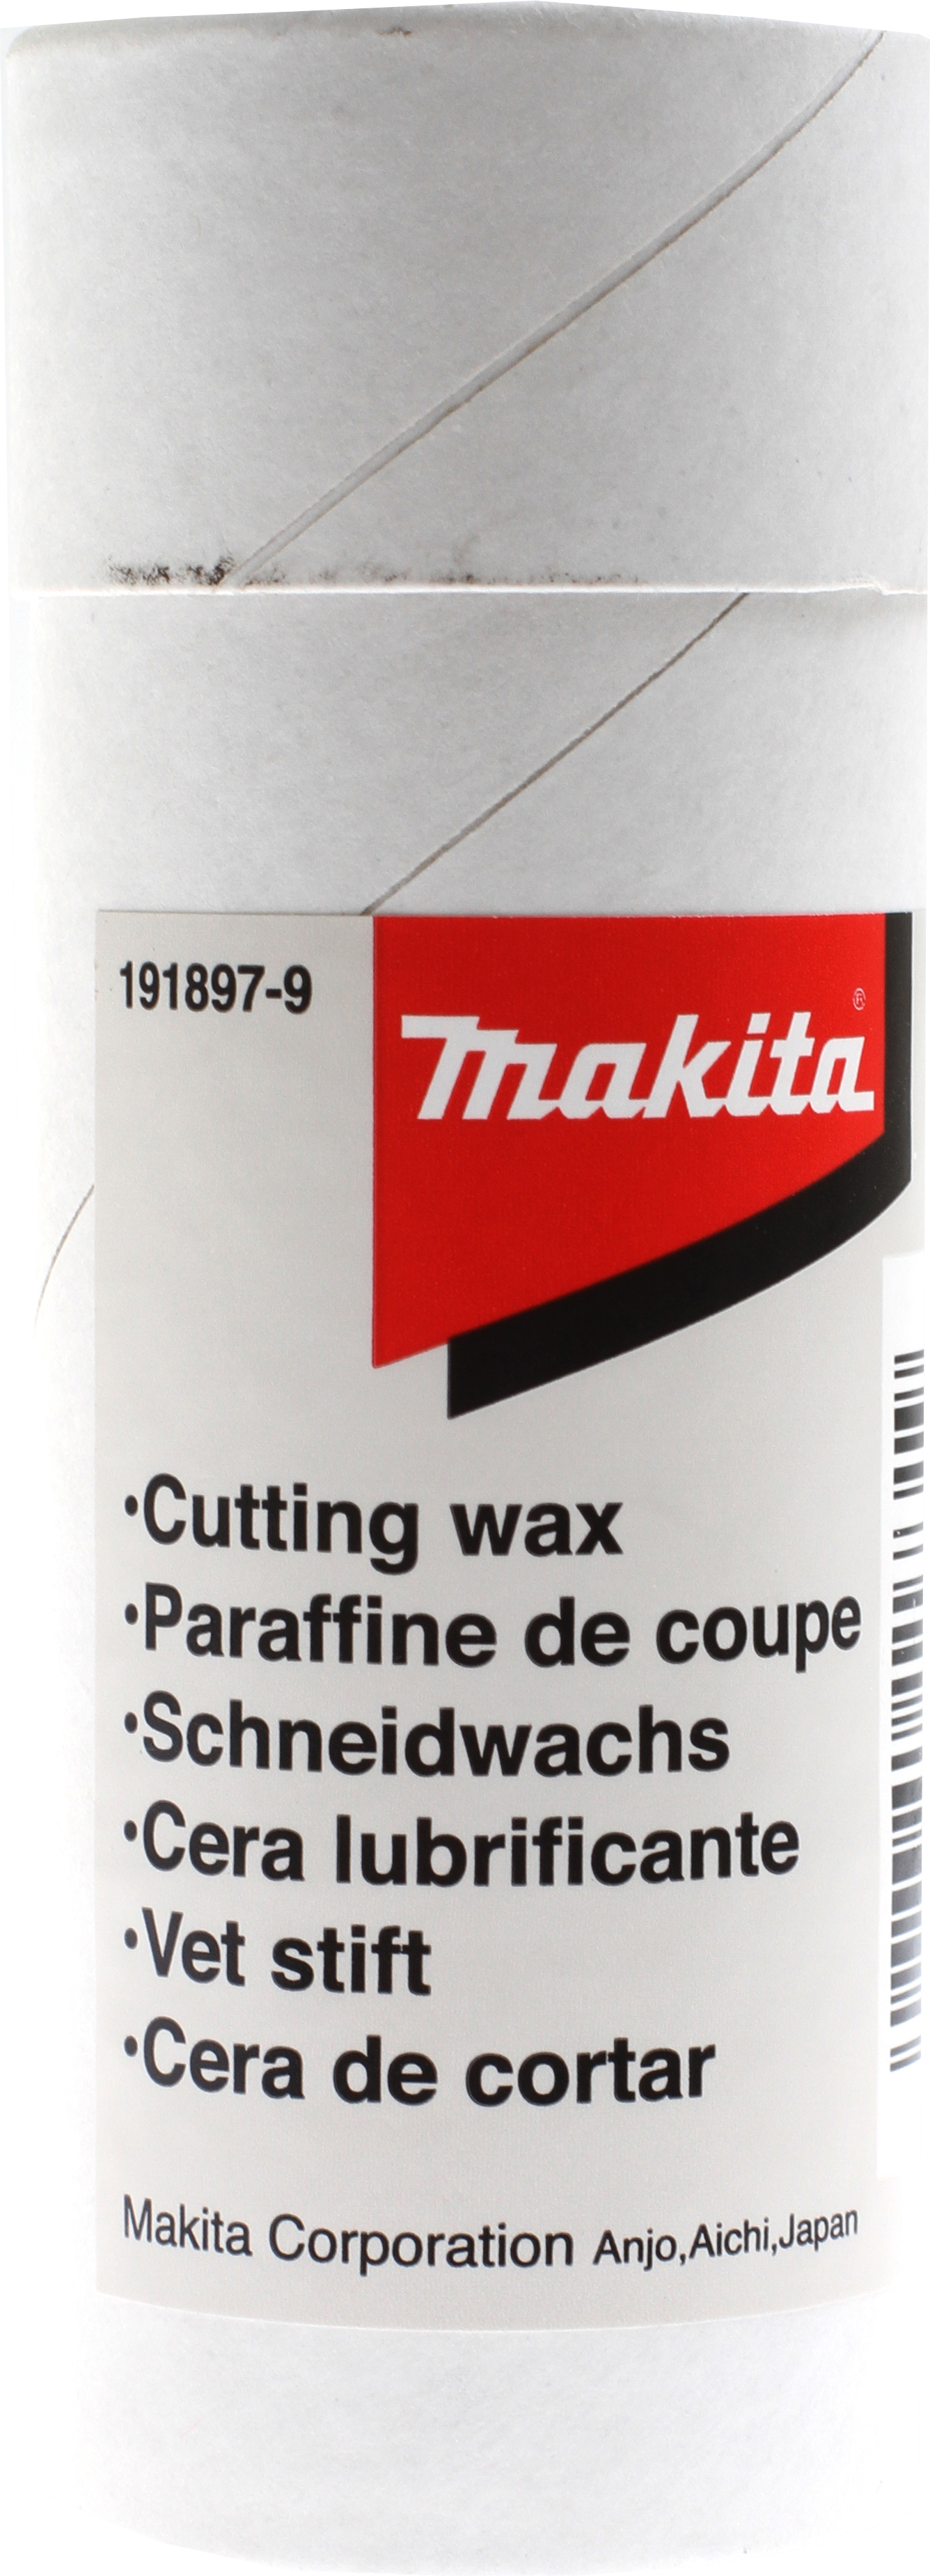 191897-9
makita®
·Cutting wax
·Paraffine de coupe
·Schneidwachs
·Cera lubrificante
·Vet stift
·Cera de cortar
Makita Corporation Anjo,Aichi,Japan